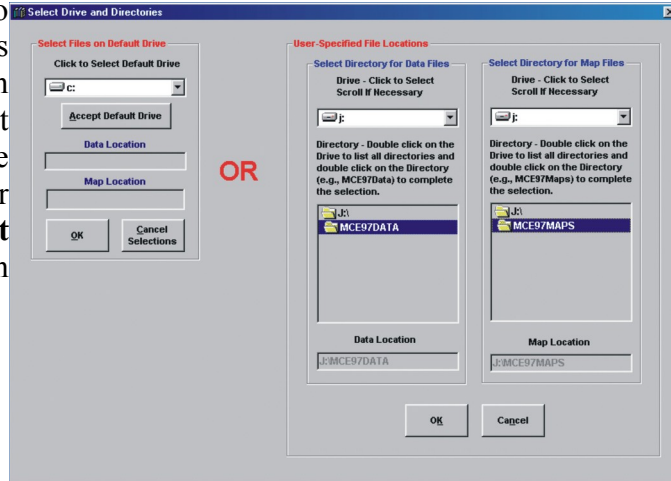 Select Drive and Directories
Select Files on Default Drive
Click to Select Default Drive
c:
Accept Default Drive
Data Location
Map Location
OK
Cancel
Selections
OR
User-Specified File Locations
Select Directory for Data Files
Drive - Click to Select
Scroll If Necessary
j:
Directory - Double click on the
Drive to list all directories and
double click on the Directory
(e.g., MCE97Data) to complete
the selection.
J:\
MCE97DATA
Data Location
J:\MCE97DATA
Select Directory for Map Files
Drive - Click to Select
Scroll If Necessary
j:
Directory - Double click on the
Drive to list all directories and
double click on the Directory
(e.g., MCE97Maps) to complete
the selection.
J:\
MCE97MAPS
Map Location
J:\MCE97MAPS
OK
Cancel